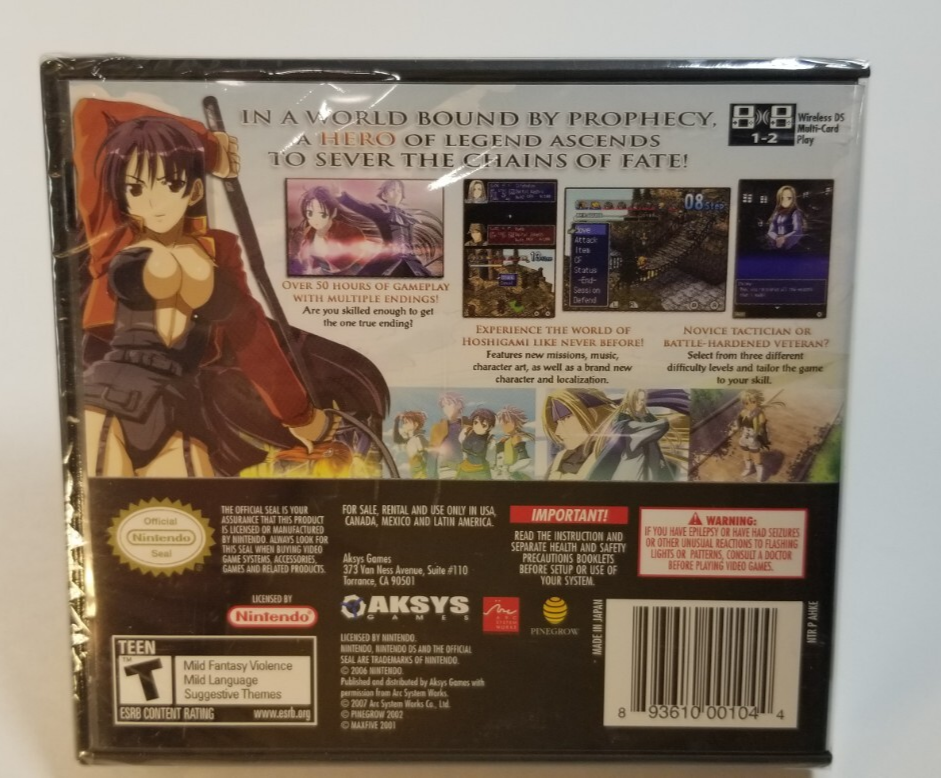 IN A WORLD BOUND BY PROPHECY,
A HERO OF LEGEND ASCENDS
TO SEVER THE CHAINS OF FATE!
1-2
Wireless DS
Multi-Card
Play
OVER 50 HOURS OF GAMEPLAY
WITH MULTIPLE ENDINGS!
Are you skilled enough to get
the one true ending?
08 Step
Move
Attack
Item
CF
Status
-End-
Session
Defend
EXPERIENCE THE WORLD OF
HOSHIGAMI LIKE NEVER BEFORE!
Features new missions, music,
character art, as well as a brand new
character and localization.
NOVICE TACTICIAN OR
BATTLE-HARDENED VETERAN?
Select from three different
difficulty levels and tailor the game
to your skill.
Official
Nintendo
Seal
THE OFFICIAL SEAL IS YOUR
ASSURANCE THAT THIS PRODUCT
IS LICENSED OR MANUFACTURED
BY NINTENDO. ALWAYS LOOK FOR
THIS SEAL WHEN BUYING VIDEO
GAME SYSTEMS, ACCESSORIES,
GAMES AND RELATED PRODUCTS.
FOR SALE, RENTAL AND USE ONLY IN USA,
CANADA, MEXICO AND LATIN AMERICA.
Aksys Games
373 Van Ness Avenue, Suite #110
Torrance, CA 90501
IMPORTANT!
READ THE INSTRUCTION AND
SEPARATE HEALTH AND SAFETY
PRECAUTIONS BOOKLETS
BEFORE SETUP OR USE OF
YOUR SYSTEM.
WARNING:
IF YOU HAVE EPILEPSY OR HAVE HAD SEIZURES
OR OTHER UNUSUAL REACTIONS TO FLASHING
LIGHTS OR PATTERNS, CONSULT A DOCTOR
BEFORE PLAYING VIDEO GAMES.
LICENSED BY
Nintendo
AKSYS
GAMES
ARC
SYSTEM
WORKS
PINEGROW
MADE IN JAPAN
NTR P AHKE
TEEN
T
TM
Mild Fantasy Violence
Mild Language
Suggestive Themes
ESRB CONTENT RATING www.esrb.org
LICENSED BY NINTENDO.
NINTENDO, NINTENDO DS AND THE OFFICIAL
SEAL ARE TRADEMARKS OF NINTENDO.
© 2006 NINTENDO.
Published and distributed by Aksys Games with
permission from Arc System Works.
© 2007 Arc System Works Co., Ltd.
© PINEGROW 2002
© MAXFIVE 2001
8 93610 00104 4